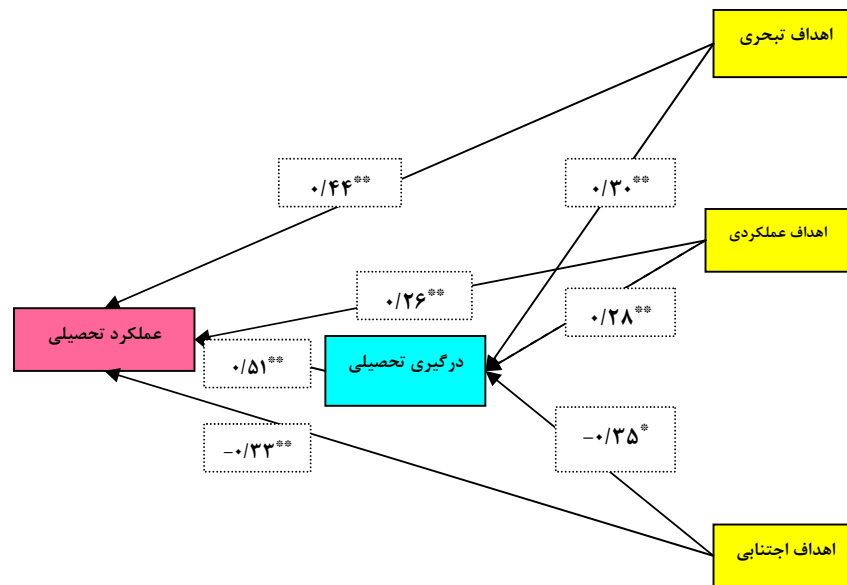 اهداف تبحری
۰/۴۴**
۰/۳۰**
اهداف عملکردی
۰/۲۶**
۰/۲۸**
عملکرد تحصیلی
درگیری تحصیلی
۰/۵۱**
-۰/۳۳**
-۰/۳۵*
اهداف اجتنابی